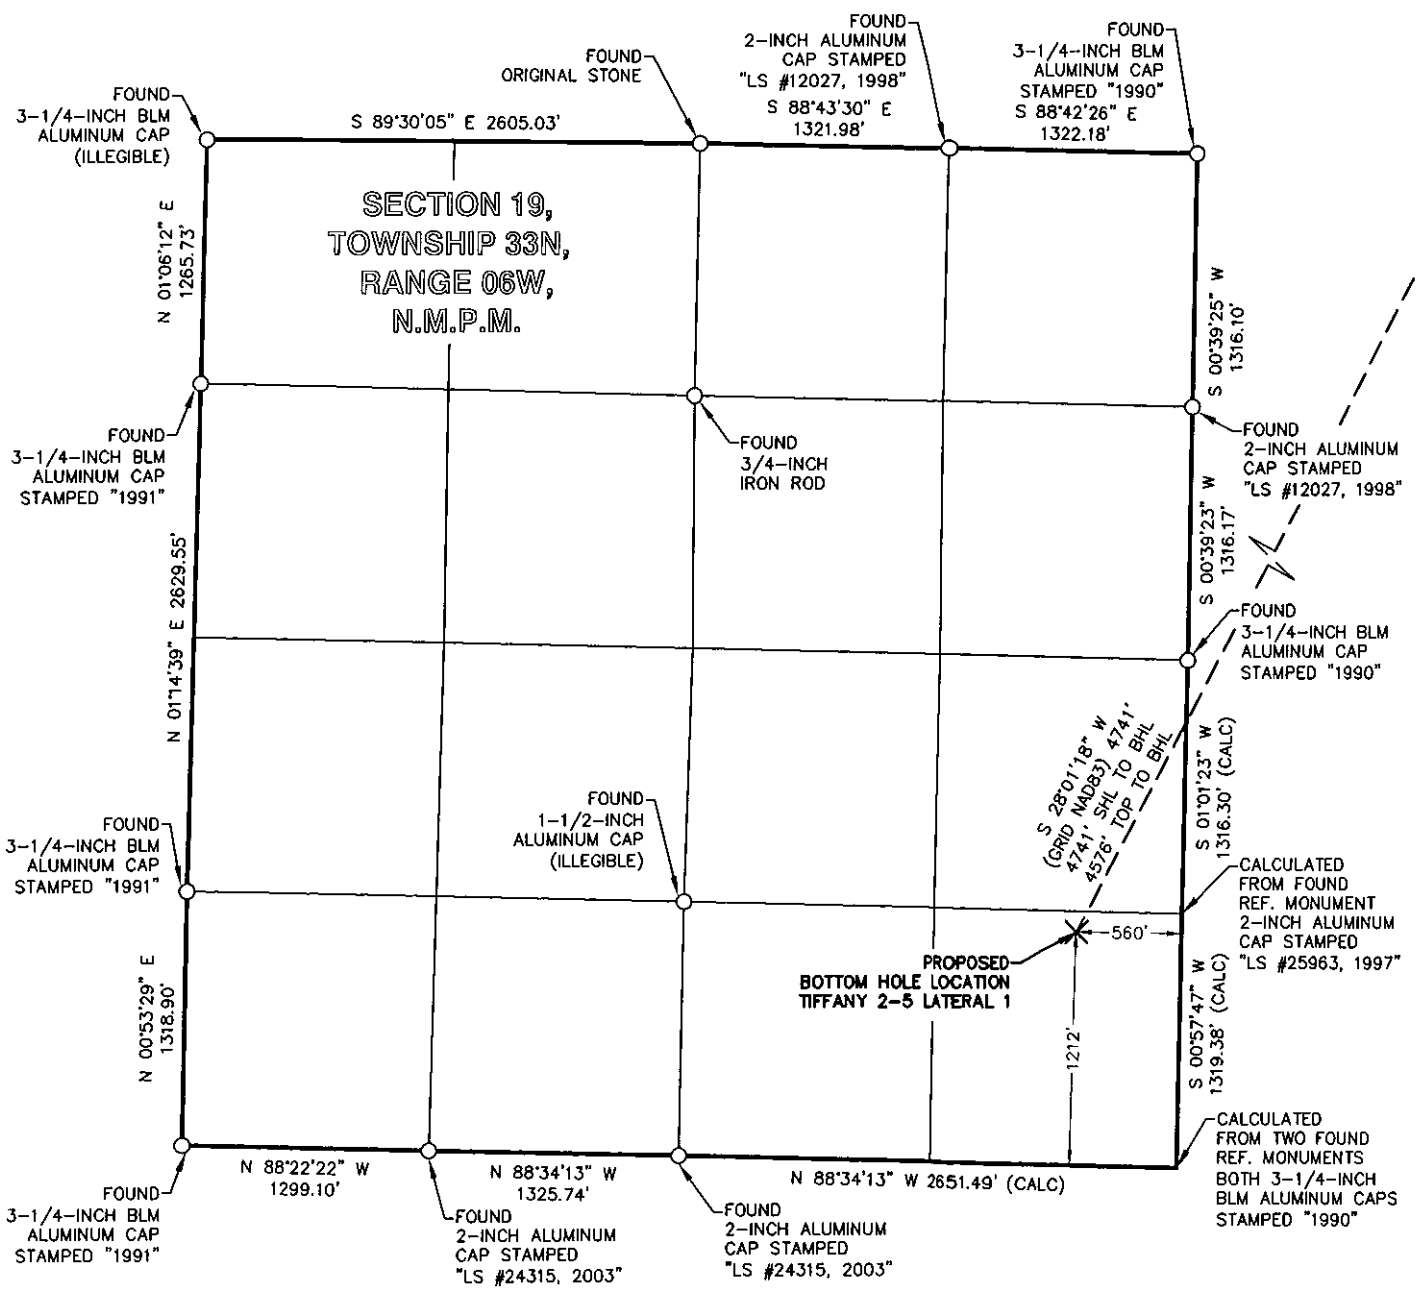 FOUND
3-1/4-INCH BLM
ALUMINUM CAP
(ILLEGIBLE)
S 89°30'05" E 2605.03'
FOUND
ORIGINAL STONE
FOUND
2-INCH ALUMINUM
CAP STAMPED
"LS #12027, 1998"
S 88°43'30" E
1321.98'
FOUND
3-1/4-INCH BLM
ALUMINUM CAP
STAMPED "1990"
S 88°42'26" E
1322.18'
SECTION 19,
TOWNSHIP 33N,
RANGE 06W,
N.M.P.M.
N 01°06'12" E
1265.73'
S 00°39'25" W
1316.10'
FOUND
3-1/4-INCH BLM
ALUMINUM CAP
STAMPED "1991"
FOUND
3/4-INCH
IRON ROD
FOUND
2-INCH ALUMINUM
CAP STAMPED
"LS #12027, 1998"
S 00°39'23" W
1316.17'
N 01°14'39" E 2629.55'
FOUND
3-1/4-INCH BLM
ALUMINUM CAP
STAMPED "1990"
S 28°01'18" W
(GRID NAD83) 4741'
4741' SHL TO BHL
4576' TOP TO BHL
S 01°01'23" W
1316.30' (CALC)
FOUND
3-1/4-INCH BLM
ALUMINUM CAP
STAMPED "1991"
FOUND
1-1/2-INCH
ALUMINUM CAP
(ILLEGIBLE)
CALCULATED
FROM FOUND
REF. MONUMENT
2-INCH ALUMINUM
CAP STAMPED
"LS #25963, 1997"
560'
PROPOSED
BOTTOM HOLE LOCATION
TIFFANY 2-5 LATERAL 1
1212'
N 00°53'29" E
1318.90'
S 00°57'47" W
1319.38' (CALC)
CALCULATED
FROM TWO FOUND
REF. MONUMENTS
BOTH 3-1/4-INCH
BLM ALUMINUM CAPS
STAMPED "1990"
N 88°22'22" W
1299.10'
N 88°34'13" W
1325.74'
N 88°34'13" W 2651.49' (CALC)
FOUND
3-1/4-INCH BLM
ALUMINUM CAP
STAMPED "1991"
FOUND
2-INCH ALUMINUM
CAP STAMPED
"LS #24315, 2003"
FOUND
2-INCH ALUMINUM
CAP STAMPED
"LS #24315, 2003"